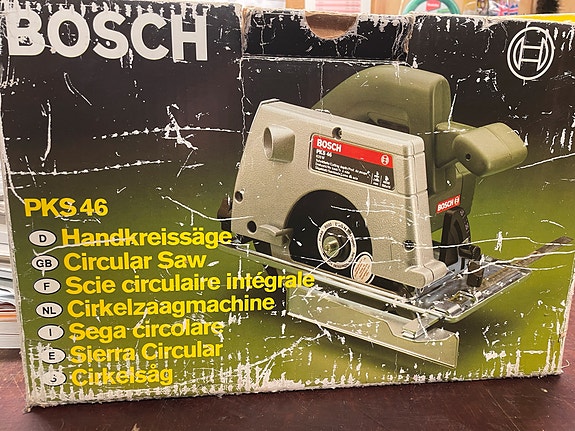 BOSCH
BOSCH
PKS 46
BOSCH
PKS 46
D Handkreissäge
GB Circular Saw
F Scie circulaire intégrale
NL Cirkelzaagmachine
I Sega circolare
E Sierra Circular
S Cirkelsåg